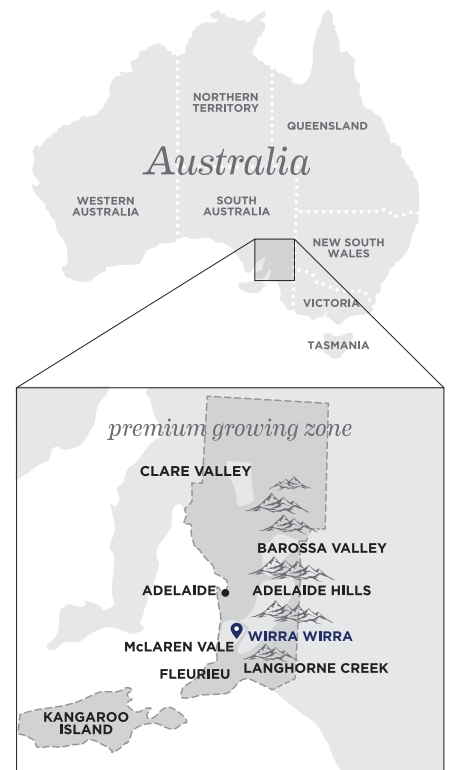 NORTHERN
TERRITORY
QUEENSLAND
Australia
WESTERN
AUSTRALIA
SOUTH
AUSTRALIA
NEW SOUTH
WALES
VICTORIA
TASMANIA
premium growing zone
CLARE VALLEY
BAROSSA VALLEY
ADELAIDE
ADELAIDE HILLS
WIRRA WIRRA
McLAREN VALE
LANGHORNE CREEK
FLEURIEU
KANGAROO
ISLAND